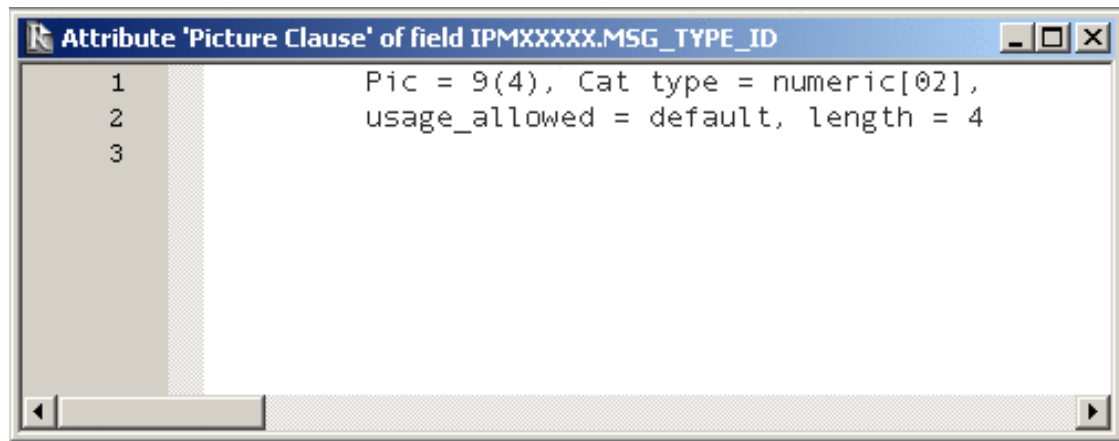 Attribute 'Picture Clause' of field IPMXXXXX.MSG_TYPE_ID
1 Pic = 9(4), Cat type = numeric[02],
2 usage_allowed = default, length = 4
3